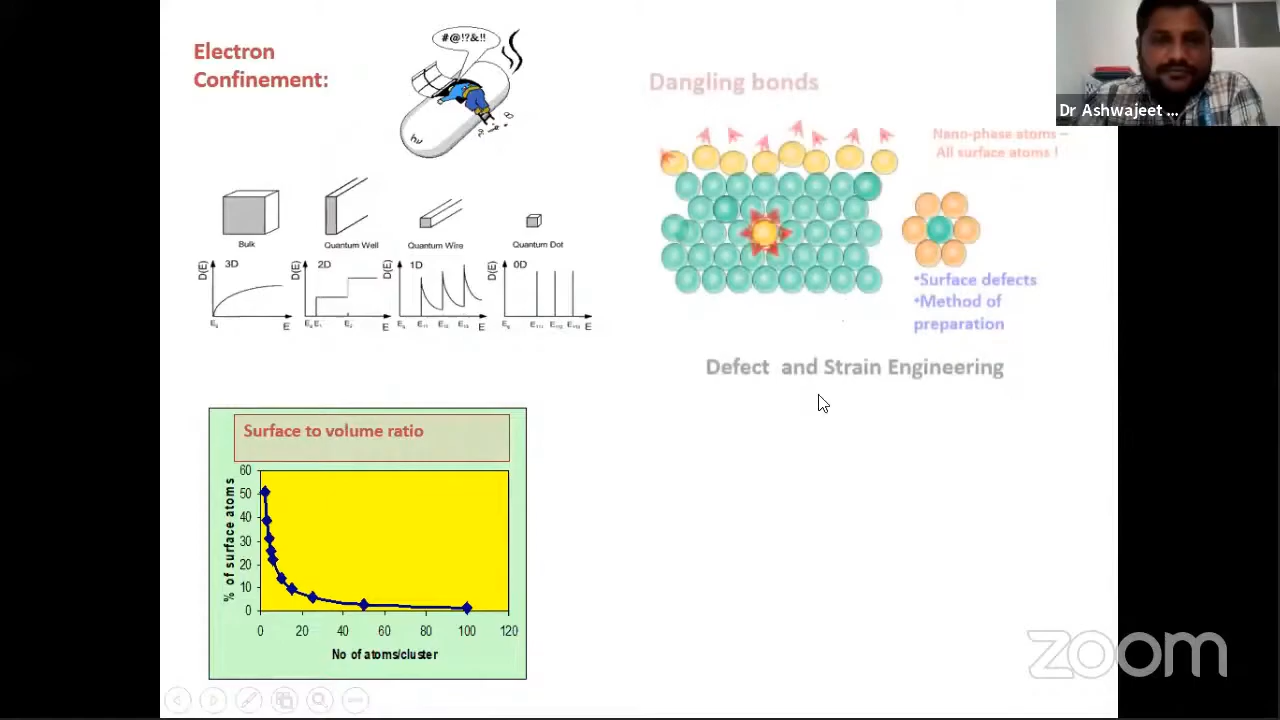 Electron
Confinement:
#@!?&!!
hν
Bulk
Quantum Well
Quantum Wire
Quantum Dot
D(E)
3D
E
D(E)
2D
E
D(E)
1D
E
D(E)
0D
E
Surface to volume ratio
% of surface atoms
60
50
40
30
20
10
0
0 20 40 60 80 100 120
No of atoms/cluster
Dangling bonds
Nano-phase atoms –
All surface atoms !
•Surface defects
•Method of
preparation
Defect and Strain Engineering
Dr Ashwajeet ...
zoom